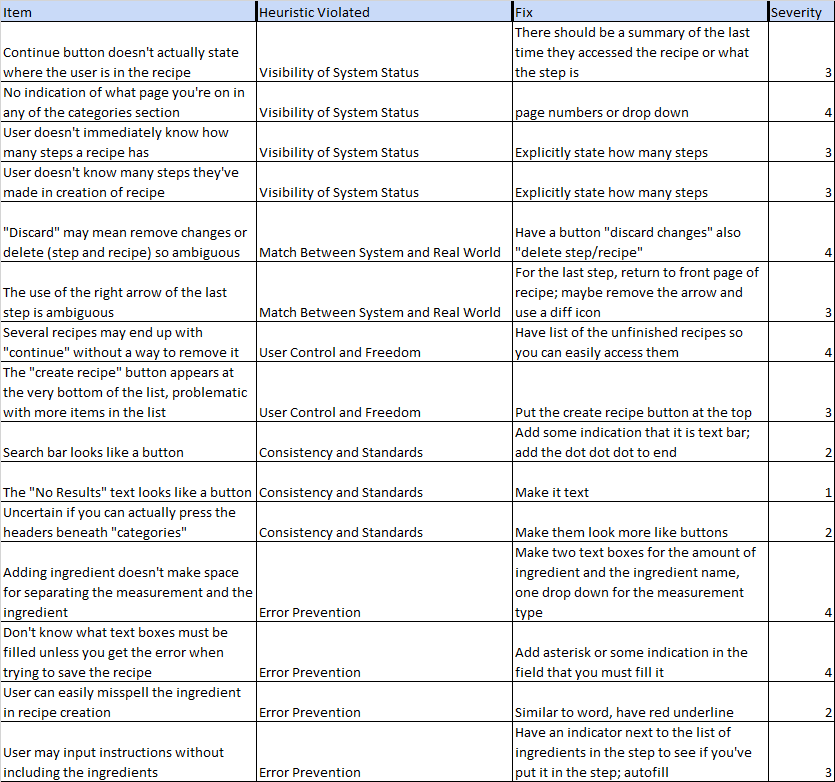 Item Heuristic Violated Fix Severity
Continue button doesn't actually state
where the user is in the recipe
Visibility of System Status
There should be a summary of the last
time they accessed the recipe or what
the step is
3
No indication of what page you're on in
any of the categories section
Visibility of System Status
page numbers or drop down
4
User doesn't immediately know how
many steps a recipe has
Visibility of System Status
Explicitly state how many steps
3
User doesn't know many steps they've
made in creation of recipe
Visibility of System Status
Explicitly state how many steps
3
"Discard" may mean remove changes or
delete (step and recipe) so ambiguous
Match Between System and Real World
Have a button "discard changes" also
"delete step/recipe"
4
The use of the right arrow of the last
step is ambiguous
Match Between System and Real World
For the last step, return to front page of
recipe; maybe remove the arrow and
use a diff icon
3
Several recipes may end up with
"continue" without a way to remove it
User Control and Freedom
Have list of the unfinished recipes so
you can easily access them
4
The "create recipe" button appears at
the very bottom of the list, problematic
with more items in the list
User Control and Freedom
Put the create recipe button at the top
3
Search bar looks like a button
Consistency and Standards
Add some indication that it is text bar;
add the dot dot dot to end
2
The "No Results" text looks like a button
Consistency and Standards
Make it text
1
Uncertain if you can actually press the
headers beneath "categories"
Consistency and Standards
Make them look more like buttons
2
Adding ingredient doesn't make space
for separating the measurement and the
ingredient
Error Prevention
Make two text boxes for the amount of
ingredient and the ingredient name,
one drop down for the measurement
type
4
Don't know what text boxes must be
filled unless you get the error when
trying to save the recipe
Error Prevention
Add asterisk or some indication in the
field that you must fill it
4
User can easily misspell the ingredient
in recipe creation
Error Prevention
Similar to word, have red underline
2
User may input instructions without
including the ingredients
Error Prevention
Have an indicator next to the list of
ingredients in the step to see if you've
put it in the step; autofill
3